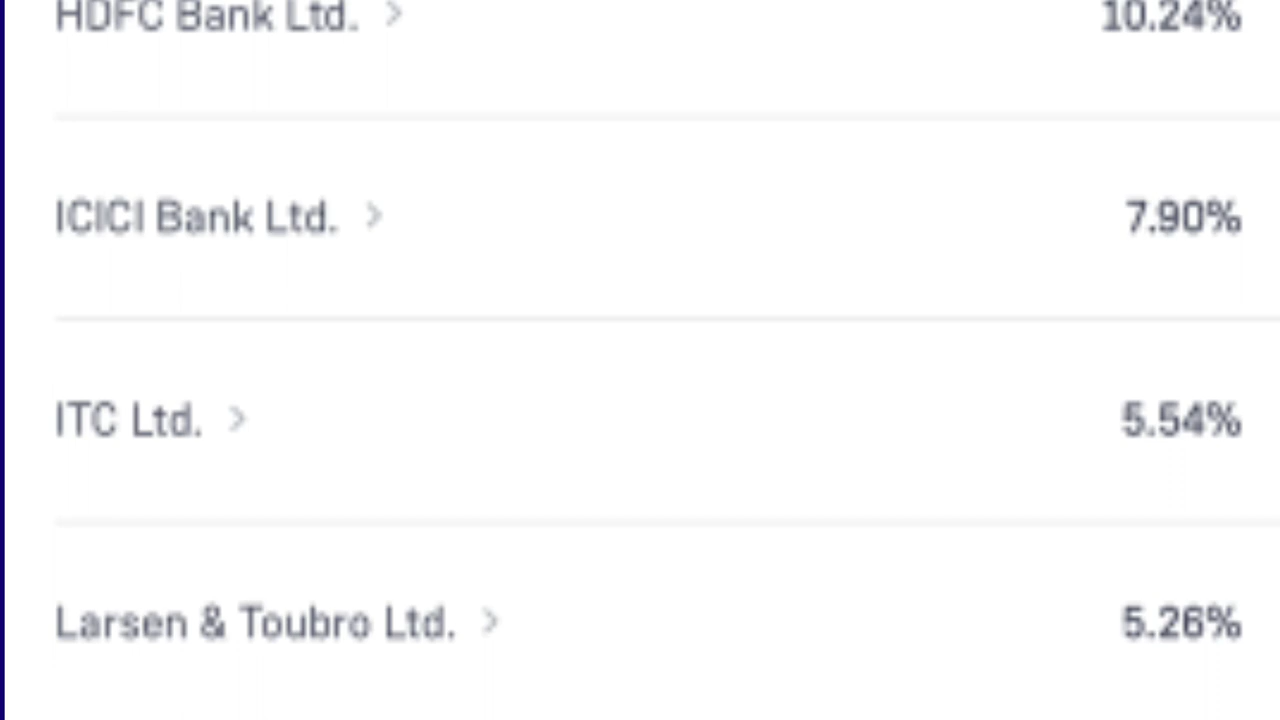 HDFC Bank Ltd. > 10.24%
ICICI Bank Ltd. > 7.90%
ITC Ltd. > 5.54%
Larsen & Toubro Ltd. > 5.26%